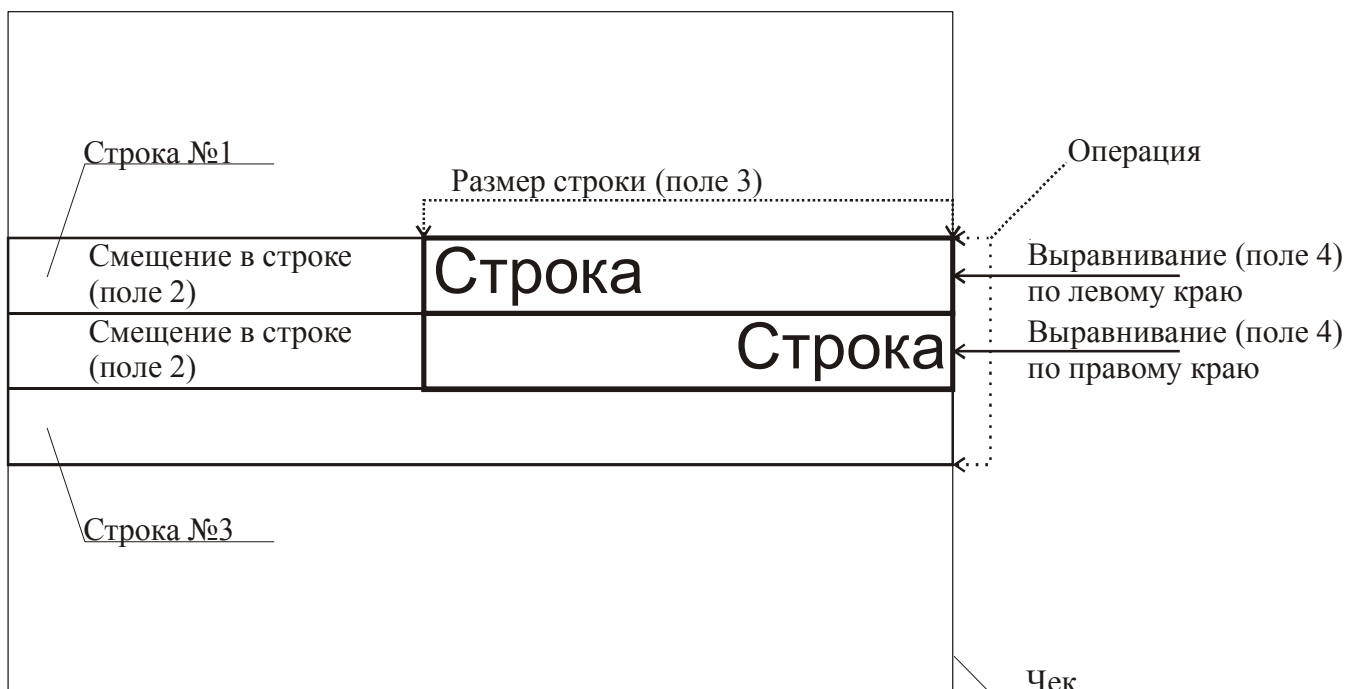 Строка №1
Операция
Размер строки (поле 3)
Смещение в строке
(поле 2)
Строка
Выравнивание (поле 4)
по левому краю
Смещение в строке
(поле 2)
Строка
Выравнивание (поле 4)
по правому краю
Строка №3
Чек